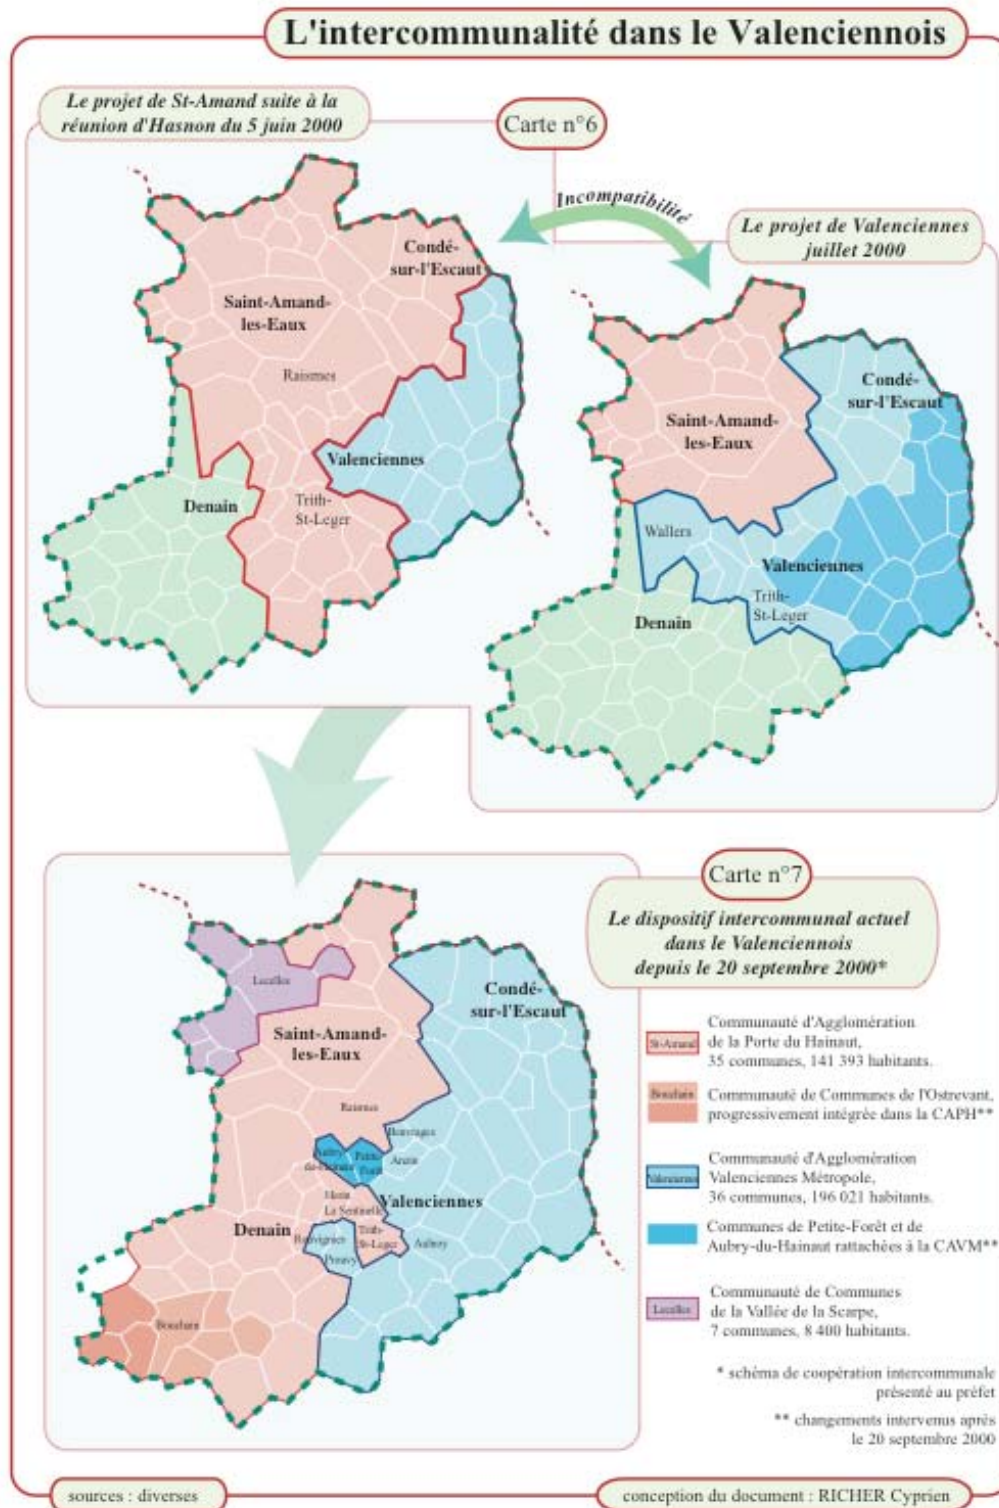 L'intercommunalité dans le Valenciennois
Le projet de St-Amand suite à la
réunion d'Hasnon du 5 juin 2000
Carte n°6
Incompatibilité
Le projet de Valenciennes
juillet 2000
Condé-
sur-l'Escaut
Saint-Amand-
les-Eaux
Raismes
Valenciennes
Denain
Trith-
St-Leger
Condé-
sur-l'Escaut
Saint-Amand-
les-Eaux
Wallers
Valenciennes
Trith-
St-Leger
Denain
Carte n°7
Le dispositif intercommunal actuel
dans le Valenciennois
depuis le 20 septembre 2000*
Lecelles
Condé-
sur-l'Escaut
Saint-Amand-
les-Eaux
Raismes
Beuvrages
Aubry-
du-Hainaut
Petite-
Forêt
Anzin
Valenciennes
Herin
La Sentinelle
Denain
Rouvignies
Trith-
St-Leger
Aulnoy
Prouvy
Bouchain
St-Amand
Communauté d'Agglomération
de la Porte du Hainaut,
35 communes, 141 393 habitants.
Bouchain
Communauté de Communes de l'Ostrevant,
progressivement intégrée dans la CAPH**
Valenciennes
Communauté d'Agglomération
Valenciennes Métropole,
36 communes, 196 021 habitants.
Communes de Petite-Forêt et de
Aubry-du-Hainaut rattachées à la CAVM**
Lecelles
Communauté de Communes
de la Vallée de la Scarpe,
7 communes, 8 400 habitants.
* schéma de coopération intercommunale
présenté au préfet
** changements intervenus après
le 20 septembre 2000
sources : diverses
conception du document : RICHER Cyprien